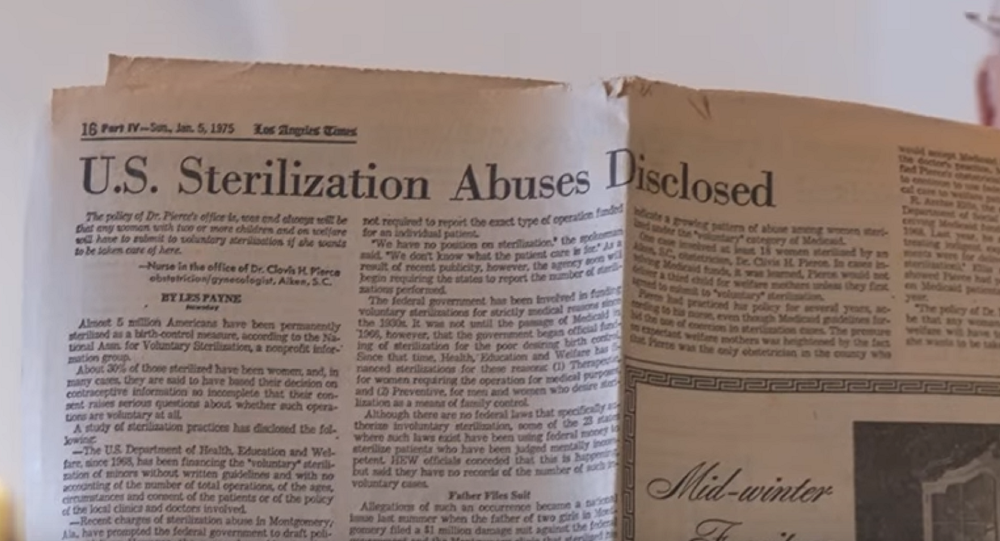 16 Part IV—Sun., Jan. 5, 1975 Los Angeles Times
U.S. Sterilization Abuses Disclosed
The policy of Dr. Pierce's office is, was and always will be
that any woman with two or more children and on welfare
will have to submit to voluntary sterilization if she wants
to be taken care of here.
—Nurse in the office of Dr. Clovis H. Pierce
obstetrician/gynecologist, Aiken, S.C.
BY LES PAYNE
Newsday
Almost 5 million Americans have been permanently
sterilized as a birth-control measure, according to the Na-
tional Assn. for Voluntary Sterilization, a nonprofit infor-
mation group.
About 30% of those sterilized have been women, and, in
many cases, they are said to have based their decision on
contraceptive information so incomplete that their con-
sent raises serious questions about whether such opera-
tions are voluntary at all.
A study of sterilization practices has disclosed the fol-
lowing:
—The U.S. Department of Health, Education and Wel-
fare, since 1968, has been financing the "voluntary" sterili-
zation of minors without written guidelines and with no
accounting of the number of total operations, of the ages,
circumstances and consent of the patients or of the policy
of the local clinics and doctors involved.
—Recent charges of sterilization abuse in Montgomery,
Ala., have prompted the federal government to draft poli-
not required to report the exact type of operation funded
for an individual patient.
"We have no position on sterilization," the spokesman
said. "We don't know what the patient care is for." As a
result of recent publicity, however, the agency soon will
begin requiring the states to report the number of sterili-
zations performed.
The federal government has been involved in funding
voluntary sterilizations for strictly medical reasons since
the 1930s. It was not until the passage of Medicaid in
1966, however, that the government began official fund-
ing of sterilization for the poor desiring birth control.
Since that time, Health, Education and Welfare has fi-
nanced sterilizations for these reasons: (1) Therapeutic,
for women requiring the operation for medical purposes
and (2) Preventive, for men and women who desire steri-
lization as a means of family control.
Although there are no federal laws that specifically au-
thorize involuntary sterilization, some of the 23 states
where such laws exist have been using federal money to
sterilize patients who have been judged mentally incom-
petent. HEW officials conceded that this is happening,
but said they have no records of the number of such in-
voluntary cases.
Father Files Suit
Allegations of such an occurrence became a national
issue last summer when the father of two girls in Mont-
gomery filed a $1 million damage suit against the federal
indicate a growing pattern of abuse among women steri-
lized under the "voluntary" category of Medicaid.
One case involved at least 18 women sterilized by an
Aiken, S.C., obstetrician, Dr. Clovis H. Pierce. In cases in-
volving Medicaid funds, it was found, Pierce would not
deliver a third child for welfare mothers unless they first
agreed to submit to "voluntary" sterilization.
Pierce had practiced his policy for several years, ac-
cording to his nurse, even though Medicaid guidelines for-
bid the use of coercion in sterilizations.
expectant welfare mothers was heightened by the fact
that Pierce was the only obstetrician in the county who
would accept Medicaid
the doctor's practice,
year.
"The policy of Dr.
is that any wom
Mid-winter